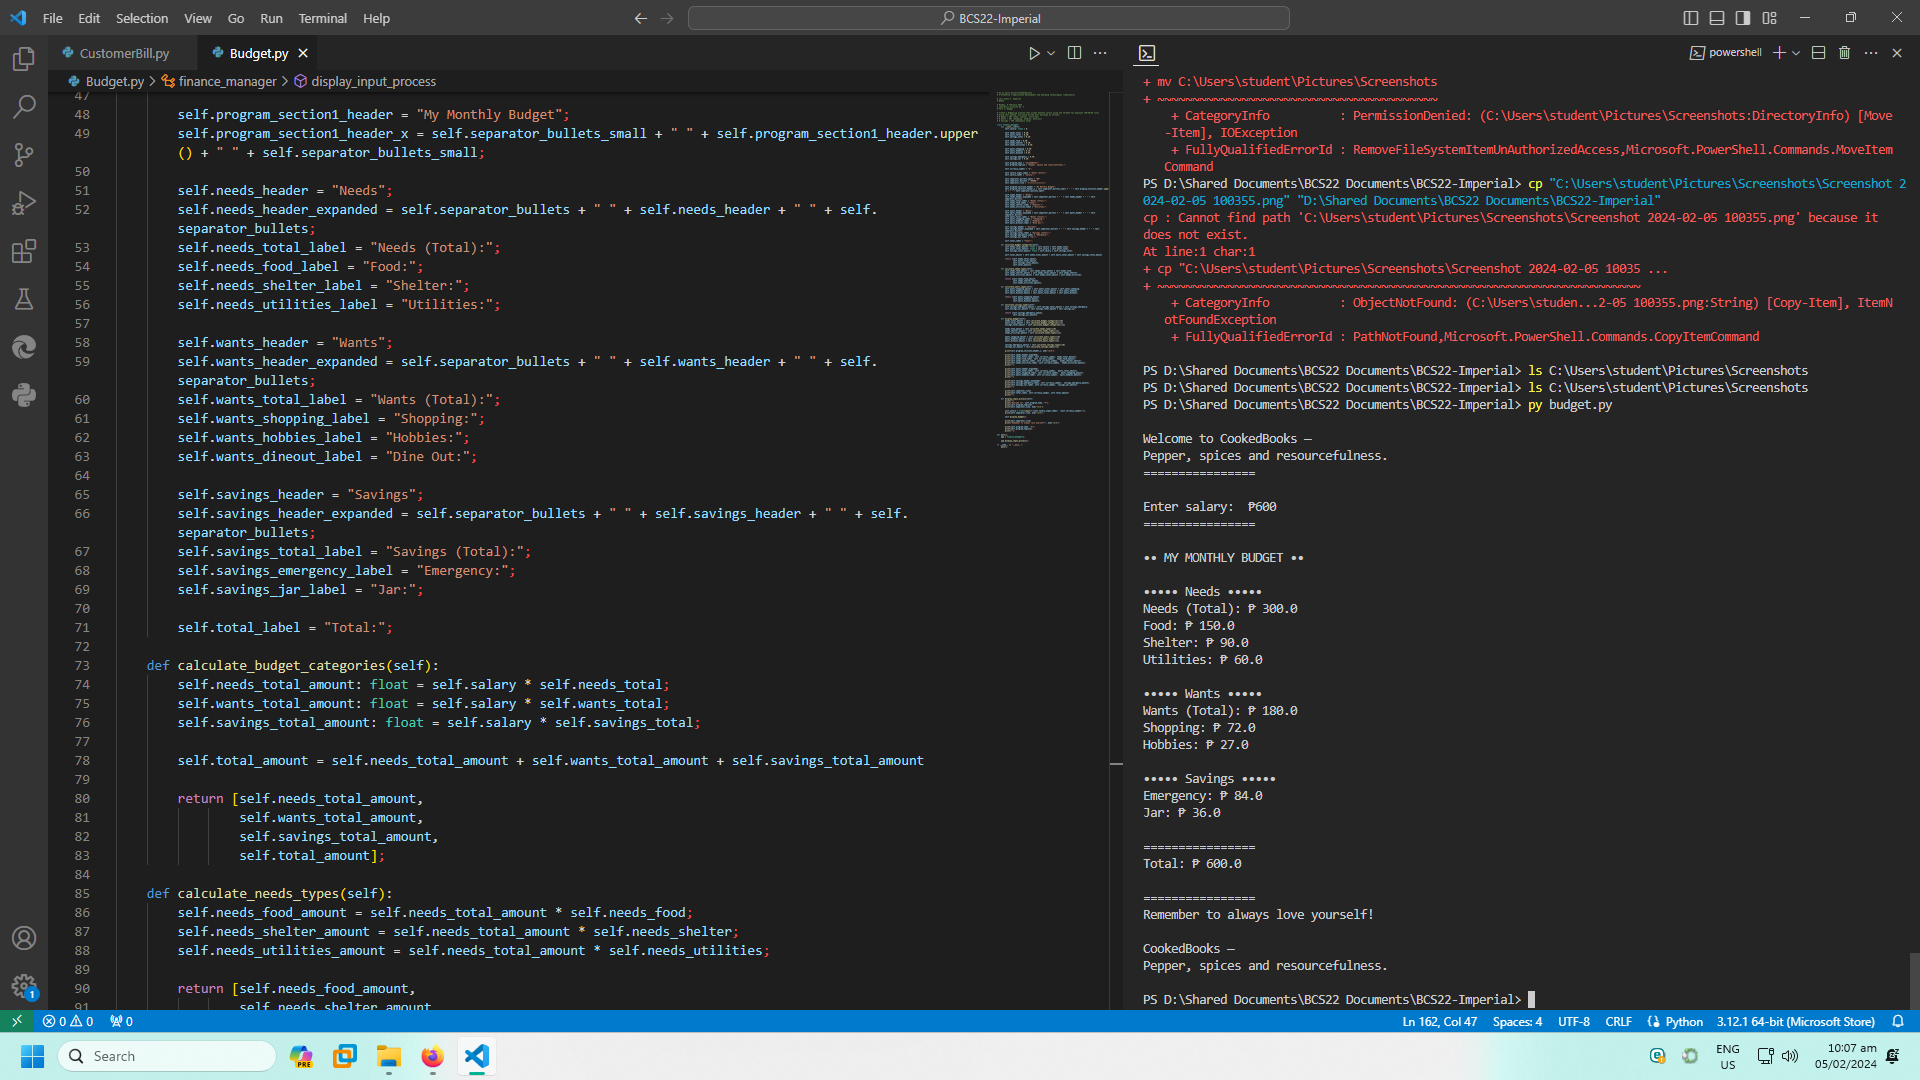 File Edit Selection View Go Run Terminal Help
BCS22-Imperial
CustomerBill.py
Budget.py
Budget.py > finance_manager > display_input_process
47
48 self.program_section1_header = "My Monthly Budget";
49 self.program_section1_header_x = self.separator_bullets_small + " " + self.program_section1_header.upper
() + " " + self.separator_bullets_small;
50
51 self.needs_header = "Needs";
52 self.needs_header_expanded = self.separator_bullets + " " + self.needs_header + " " + self.
separator_bullets;
53 self.needs_total_label = "Needs (Total):";
54 self.needs_food_label = "Food:";
55 self.needs_shelter_label = "Shelter:";
56 self.needs_utilities_label = "Utilities:";
57
58 self.wants_header = "Wants";
59 self.wants_header_expanded = self.separator_bullets + " " + self.wants_header + " " + self.
separator_bullets;
60 self.wants_total_label = "Wants (Total):";
61 self.wants_shopping_label = "Shopping:";
62 self.wants_hobbies_label = "Hobbies:";
63 self.wants_dineout_label = "Dine Out:";
64
65 self.savings_header = "Savings";
66 self.savings_header_expanded = self.separator_bullets + " " + self.savings_header + " " + self.
separator_bullets;
67 self.savings_total_label = "Savings (Total):";
68 self.savings_emergency_label = "Emergency:";
69 self.savings_jar_label = "Jar:";
70
71 self.total_label = "Total:";
72
73 def calculate_budget_categories(self):
74 self.needs_total_amount: float = self.salary * self.needs_total;
75 self.wants_total_amount: float = self.salary * self.wants_total;
76 self.savings_total_amount: float = self.salary * self.savings_total;
77
78 self.total_amount = self.needs_total_amount + self.wants_total_amount + self.savings_total_amount
79
80 return [self.needs_total_amount,
81 self.wants_total_amount,
82 self.savings_total_amount,
83 self.total_amount];
84
85 def calculate_needs_types(self):
86 self.needs_food_amount = self.needs_total_amount * self.needs_food;
87 self.needs_shelter_amount = self.needs_total_amount * self.needs_shelter;
88 self.needs_utilities_amount = self.needs_total_amount * self.needs_utilities;
89
90 return [self.needs_food_amount,
91 self.needs_shelter_amount
powershell
+ mv C:\Users\student\Pictures\Screenshots
+ ~~~~~~~~~~~~~~~~~~~~~~~~~~~~~~~~~~~~~~~~
+ CategoryInfo : PermissionDenied: (C:\Users\student\Pictures\Screenshots:DirectoryInfo) [Move
-Item], IOException
+ FullyQualifiedErrorId : RemoveFileSystemItemUnAuthorizedAccess,Microsoft.PowerShell.Commands.MoveItem
Command
PS D:\Shared Documents\BCS22 Documents\BCS22-Imperial> cp "C:\Users\student\Pictures\Screenshots\Screenshot 2
024-02-05 100355.png" "D:\Shared Documents\BCS22 Documents\BCS22-Imperial"
cp : Cannot find path 'C:\Users\student\Pictures\Screenshots\Screenshot 2024-02-05 100355.png' because it
does not exist.
At line:1 char:1
+ cp "C:\Users\student\Pictures\Screenshots\Screenshot 2024-02-05 10035 ...
+ ~~~~~~~~~~~~~~~~~~~~~~~~~~~~~~~~~~~~~~~~~~~~~~~~~~~~~~~~~~~~~~~~~~~~~
+ CategoryInfo : ObjectNotFound: (C:\Users\studen...2-05 100355.png:String) [Copy-Item], ItemN
otFoundException
+ FullyQualifiedErrorId : PathNotFound,Microsoft.PowerShell.Commands.CopyItemCommand
PS D:\Shared Documents\BCS22 Documents\BCS22-Imperial> ls C:\Users\student\Pictures\Screenshots
PS D:\Shared Documents\BCS22 Documents\BCS22-Imperial> ls C:\Users\student\Pictures\Screenshots
PS D:\Shared Documents\BCS22 Documents\BCS22-Imperial> py budget.py
Welcome to CookedBooks —
Pepper, spices and resourcefulness.
================
Enter salary: ₱600
================
•• MY MONTHLY BUDGET ••
••••• Needs •••••
Needs (Total): ₱ 300.0
Food: ₱ 150.0
Shelter: ₱ 90.0
Utilities: ₱ 60.0
••••• Wants •••••
Wants (Total): ₱ 180.0
Shopping: ₱ 72.0
Hobbies: ₱ 27.0
••••• Savings •••••
Emergency: ₱ 84.0
Jar: ₱ 36.0
================
Total: ₱ 600.0
================
Remember to always love yourself!
CookedBooks —
Pepper, spices and resourcefulness.
PS D:\Shared Documents\BCS22 Documents\BCS22-Imperial>
1
0 0 0
Ln 162, Col 47 Spaces: 4 UTF-8 CRLF Python 3.12.1 64-bit (Microsoft Store)
Search
PRE
ENG
US
10:07 am
05/02/2024